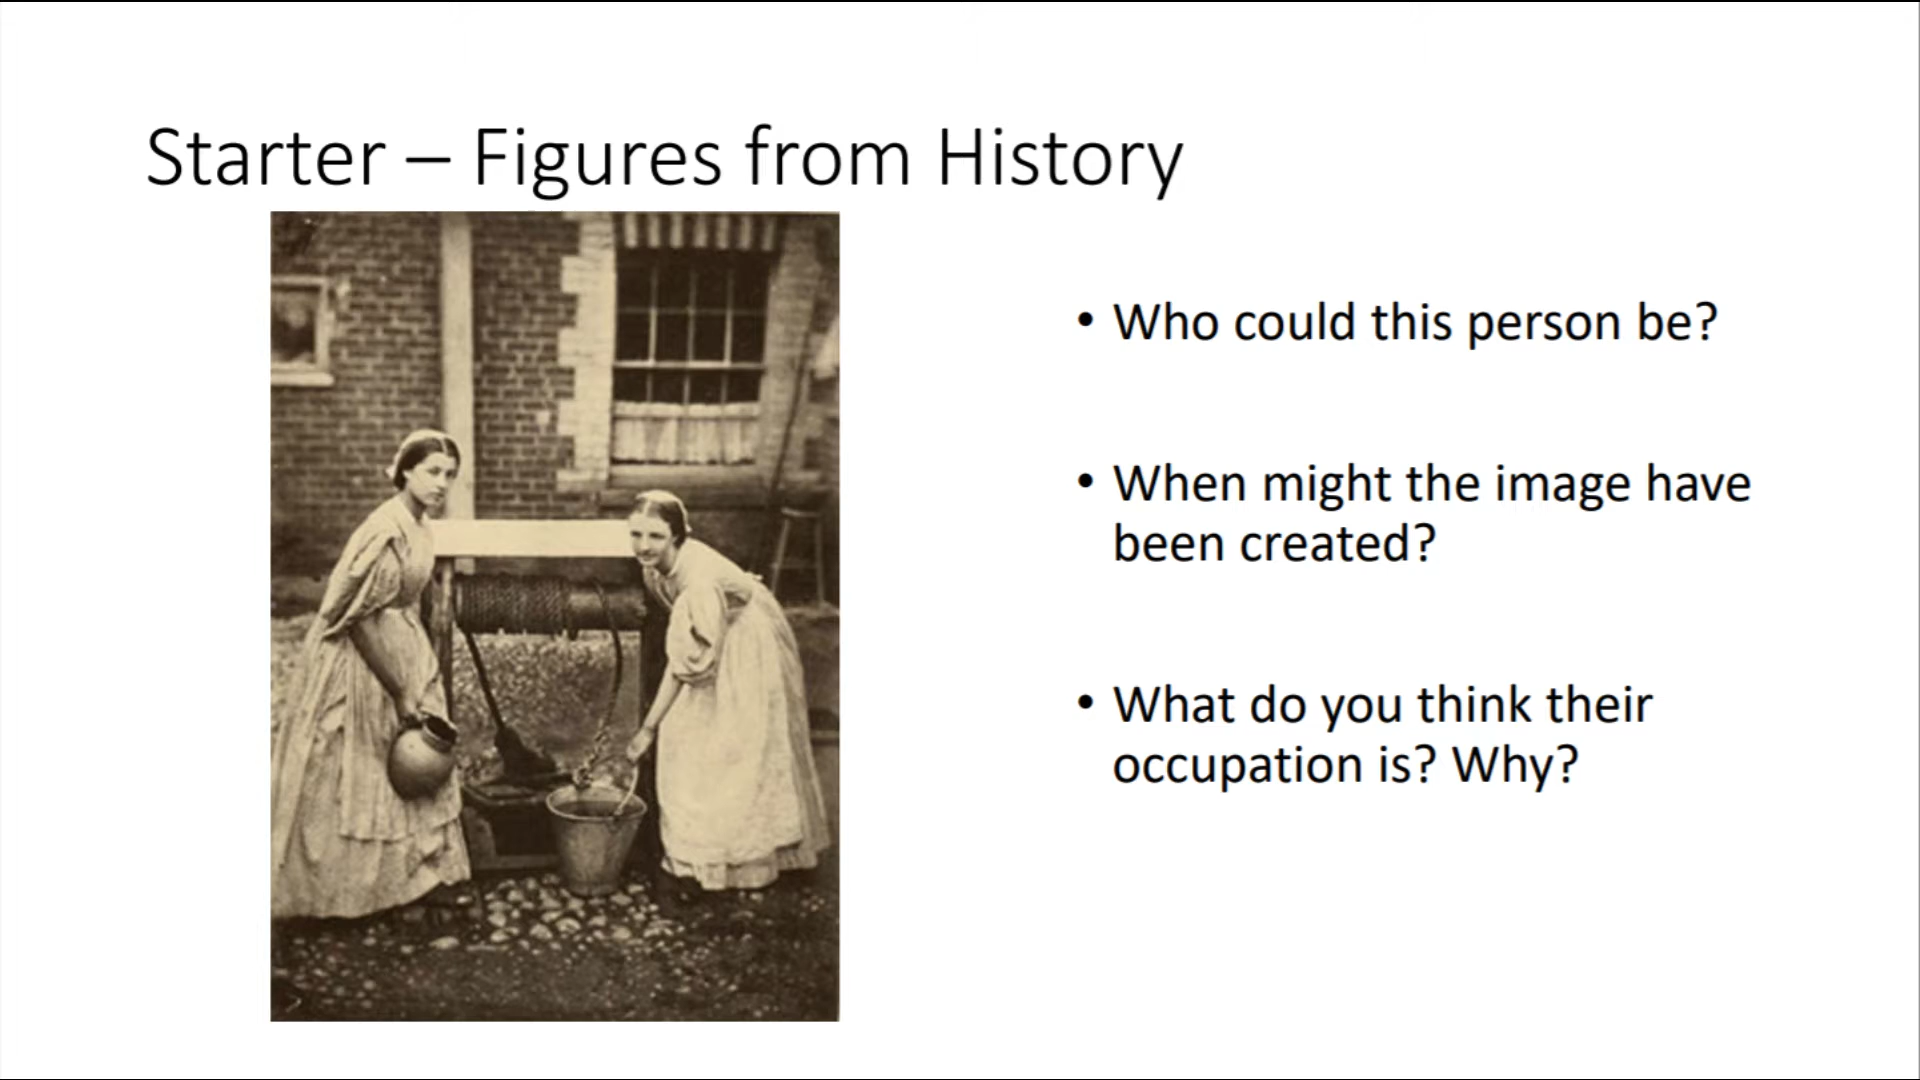 Starter – Figures from History
• Who could this person be?
• When might the image have
been created?
• What do you think their
occupation is? Why?